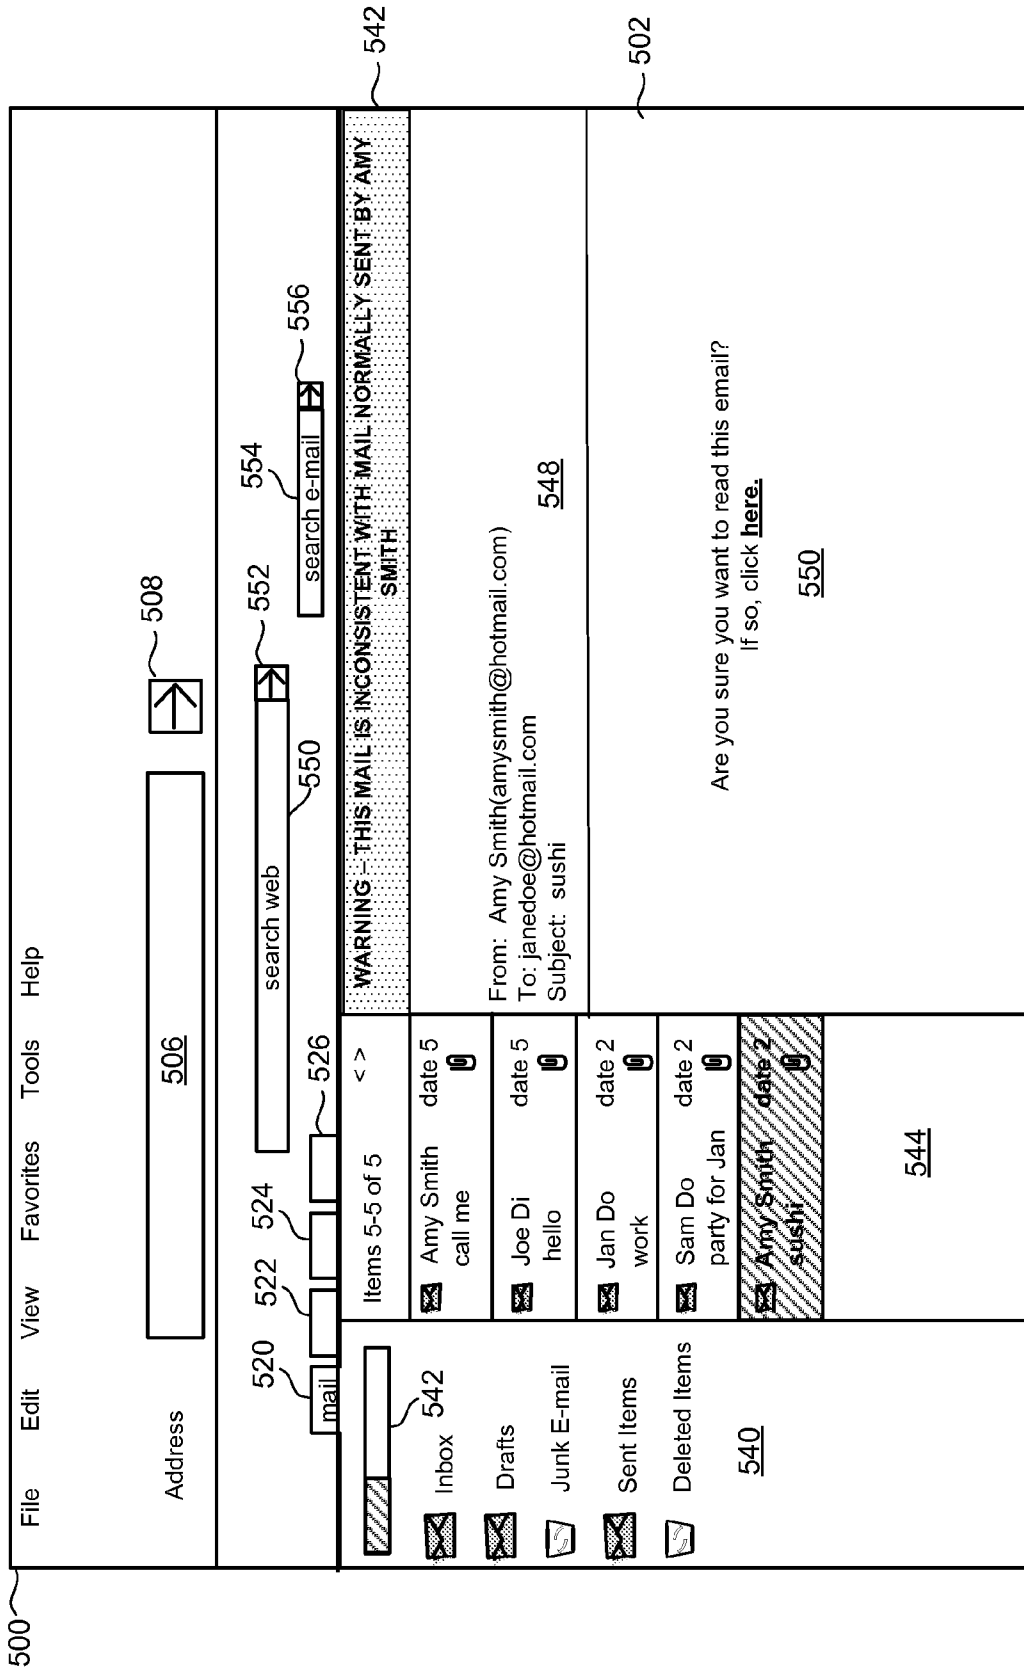 500
File Edit View Favorites Tools Help
Address
506
508
520
522
524
526
mail
search web
550
552
search e-mail
554
556
542
542
Inbox
Drafts
Junk E-mail
Sent Items
Deleted Items
540
Items 5-5 of 5 < >
Amy Smith date 5
call me
Joe Di date 5
hello
Jan Do date 2
work
Sam Do date 2
party for Jan
Amy Smith date 2
sushi
544
WARNING – THIS MAIL IS INCONSISTENT WITH MAIL NORMALLY SENT BY AMY
SMITH
From: Amy Smith(amysmith@hotmail.com)
To: janedoe@hotmail.com
Subject: sushi
548
502
Are you sure you want to read this email?
If so, click here.
550